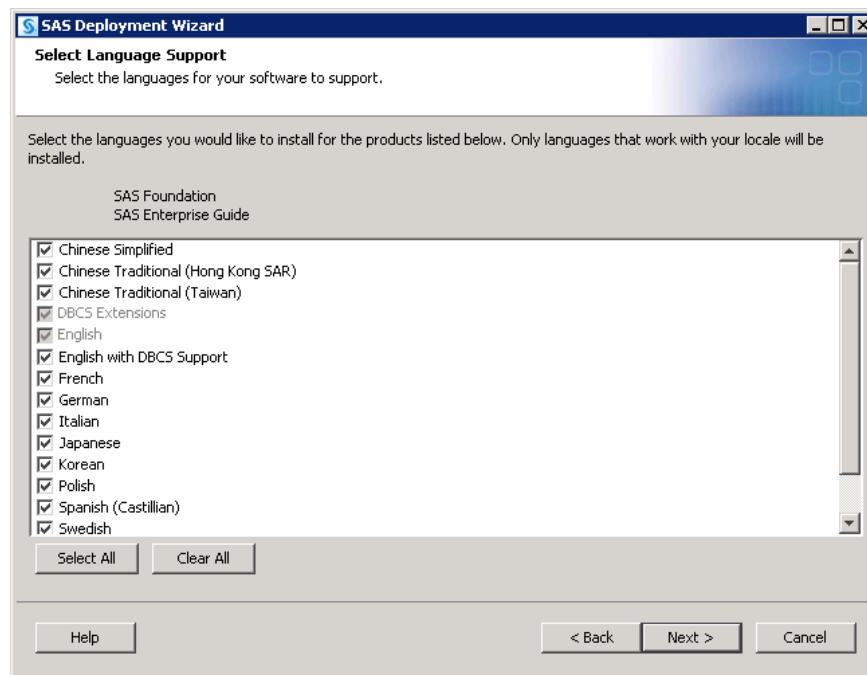 SAS Deployment Wizard
Select Language Support
Select the languages for your software to support.
Select the languages you would like to install for the products listed below. Only languages that work with your locale will be
installed.
SAS Foundation
SAS Enterprise Guide
Chinese Simplified
Chinese Traditional (Hong Kong SAR)
Chinese Traditional (Taiwan)
DBCS Extensions
English
English with DBCS Support
French
German
Italian
Japanese
Korean
Polish
Spanish (Castillian)
Swedish
Select All Clear All
Help < Back Next > Cancel